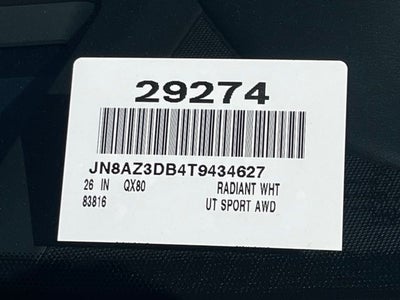 29274
JN8AZ3DB4T9434627
26 IN QX80 RADIANT WHT
83816 UT SPORT AWD